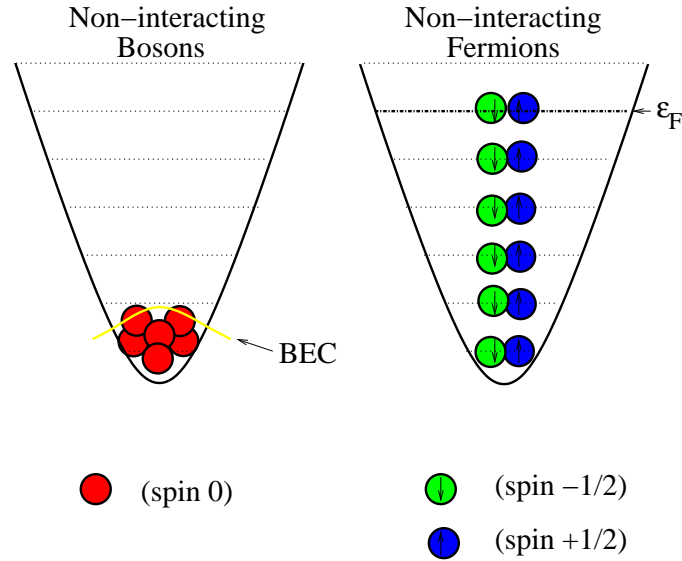 Non−interacting
Bosons
Non−interacting
Fermions
εF
BEC
(spin 0)
(spin −1/2)
(spin +1/2)